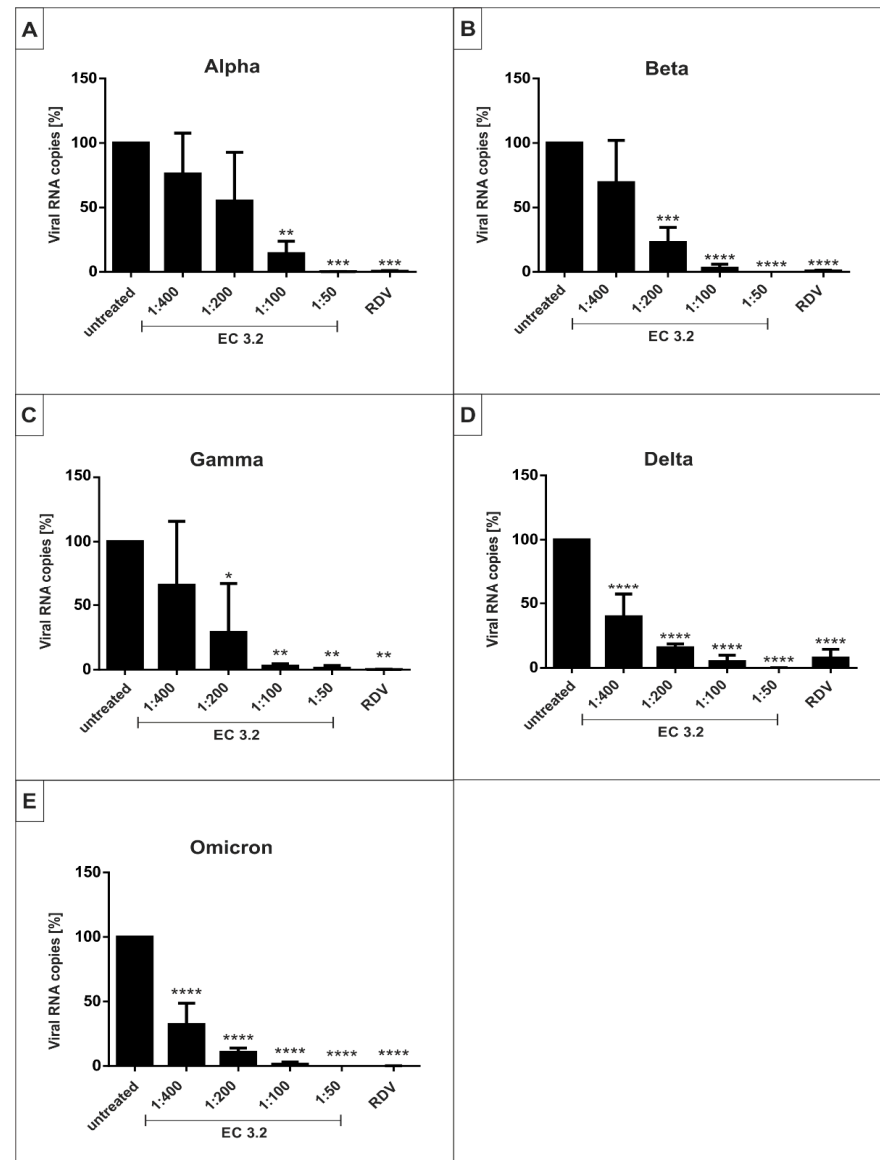 A
Alpha
Viral RNA copies [%]
150
100
50
0
** *** ***
untreated 1:400 1:200 1:100 1:50 RDV
EC 3.2
B
Beta
Viral RNA copies [%]
150
100
50
0
*** **** **** ****
untreated 1:400 1:200 1:100 1:50 RDV
EC 3.2
C
Gamma
Viral RNA copies [%]
150
100
50
0
* ** ** **
untreated 1:400 1:200 1:100 1:50 RDV
EC 3.2
D
Delta
Viral RNA copies [%]
150
100
50
0
**** **** **** **** ****
untreated 1:400 1:200 1:100 1:50 RDV
EC 3.2
E
Omicron
Viral RNA copies [%]
150
100
50
0
**** **** **** **** ****
untreated 1:400 1:200 1:100 1:50 RDV
EC 3.2